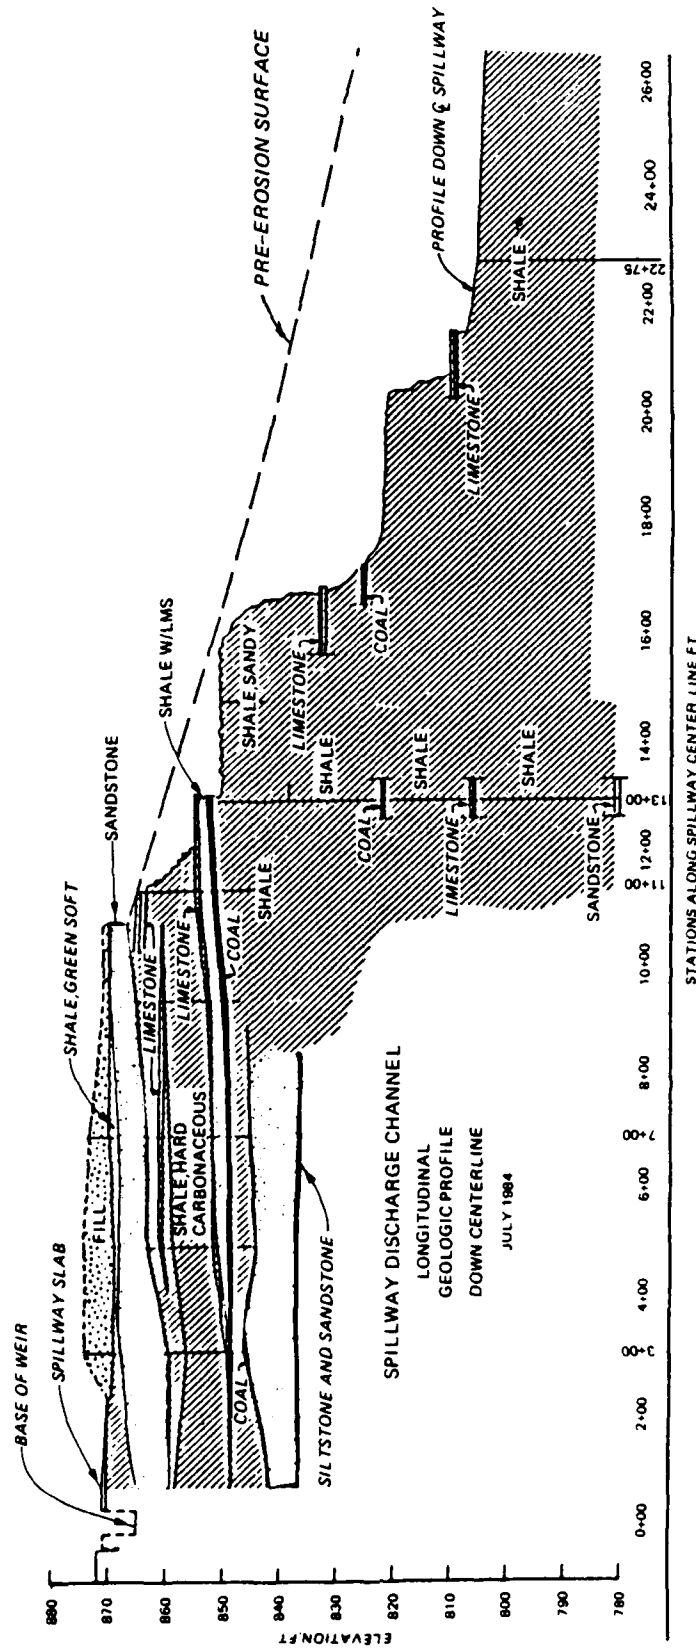 PRE-EROSION SURFACE
PROFILE DOWN ℄ SPILLWAY
SHALE
LIMESTONE
SHALE W/LMS
SHALE SANDY
LIMESTONE
COAL
SHALE
COAL
SHALE
LIMESTONE
SHALE
SANDSTONE
SANDSTONE
SHALE, GREEN SOFT
LIMESTONE
LIMESTONE
COAL
SHALE
FILL
SHALE, HARD
CARBONACEOUS
BASE OF WEIR
SPILLWAY SLAB
COAL
SILTSTONE AND SANDSTONE
SPILLWAY DISCHARGE CHANNEL
LONGITUDINAL
GEOLOGIC PROFILE
DOWN CENTERLINE
JULY 1984
ELEVATION, FT
880
870
860
850
840
830
820
810
800
790
780
0+00
2+00
3+00
4+00
6+00
7+00
8+00
10+00
11+00
12+00
13+00
14+00
16+00
18+00
20+00
22+00
22+75
24+00
26+00
STATIONS ALONG SPILLWAY CENTER LINE FT